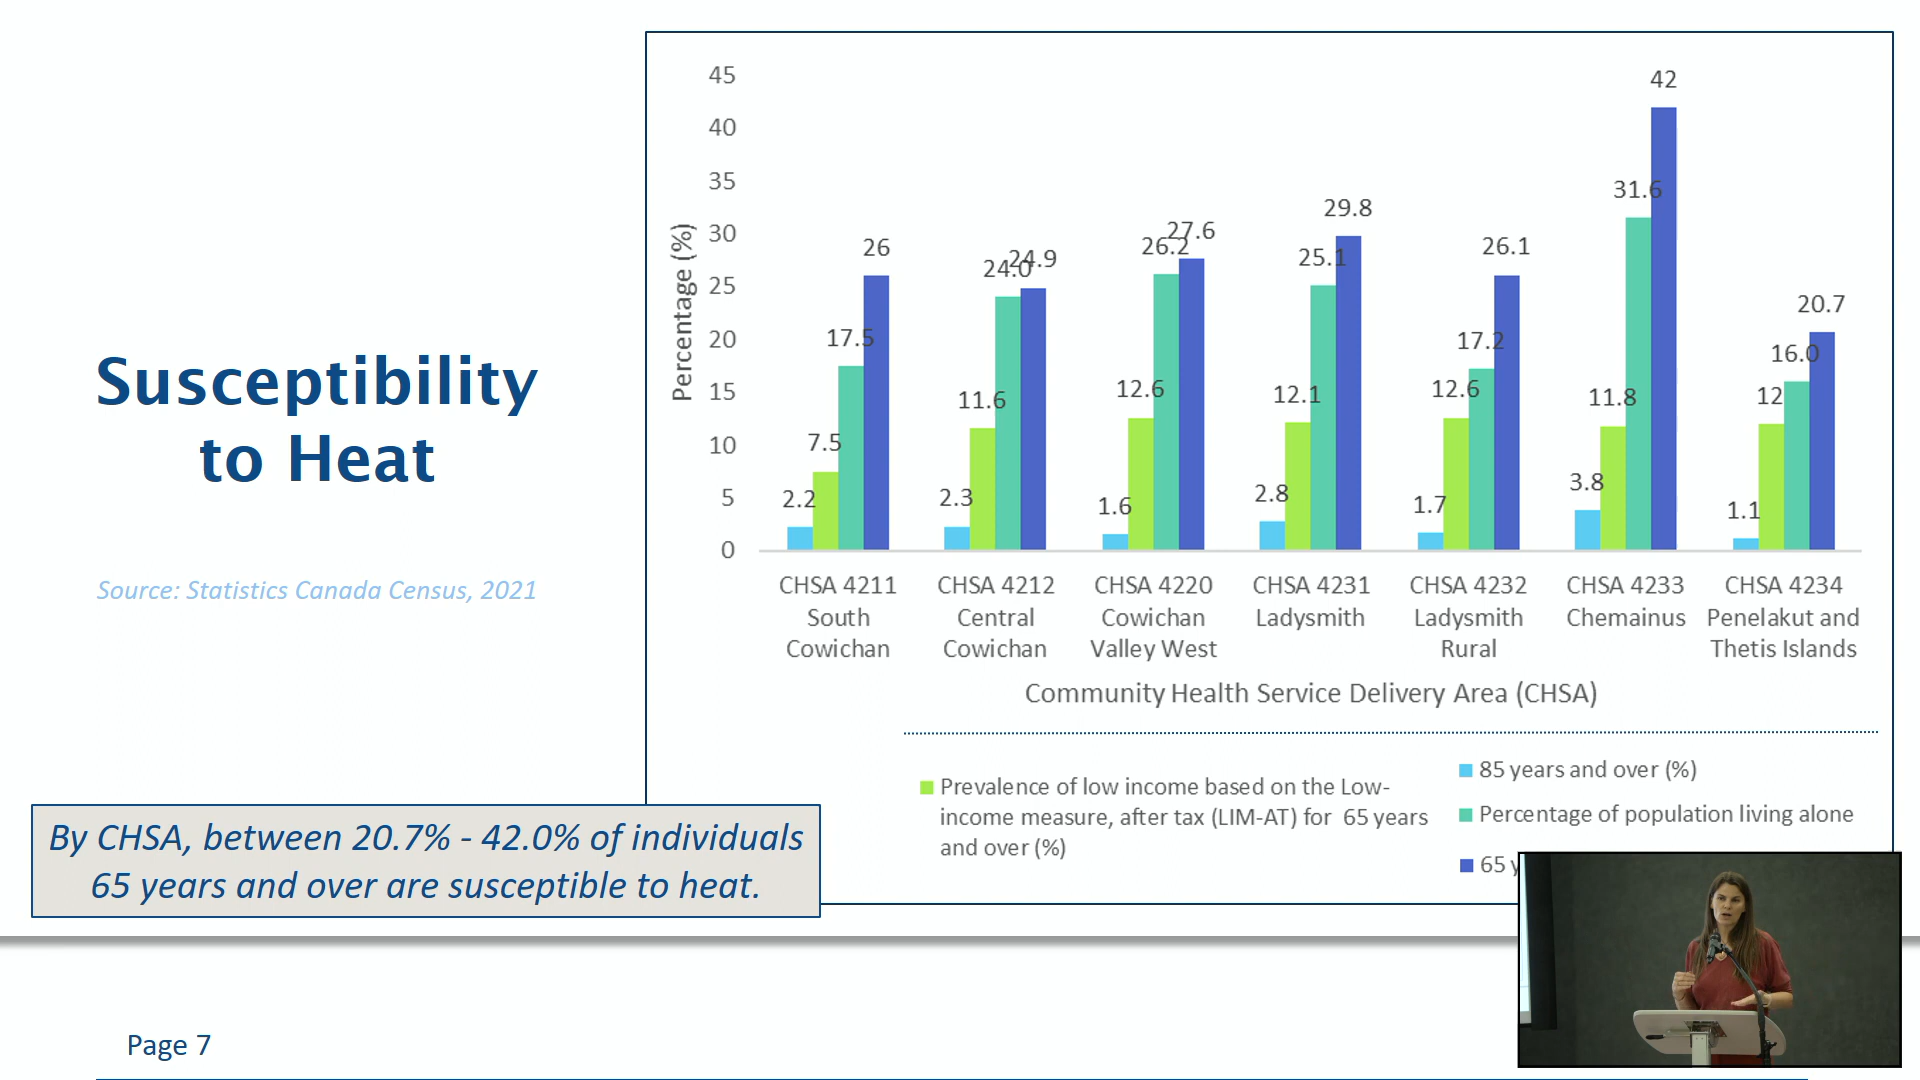 Susceptibility
to Heat
Source: Statistics Canada Census, 2021
By CHSA, between 20.7% - 42.0% of individuals
65 years and over are susceptible to heat.
Percentage (%)
45
40
35
30
25
20
15
10
5
0
2.2
7.5
17.5
26
2.3
11.6
24.0
24.9
1.6
12.6
26.2
27.6
2.8
12.1
25.1
29.8
1.7
12.6
17.2
26.1
3.8
11.8
31.6
42
1.1
12
16.0
20.7
CHSA 4211
South
Cowichan
CHSA 4212
Central
Cowichan
CHSA 4220
Cowichan
Valley West
CHSA 4231
Ladysmith
CHSA 4232
Ladysmith
Rural
CHSA 4233
Chemainus
CHSA 4234
Penelakut and
Thetis Islands
Community Health Service Delivery Area (CHSA)
Prevalence of low income based on the Low-
income measure, after tax (LIM-AT) for 65 years
and over (%)
85 years and over (%)
Percentage of population living alone
65
Page 7